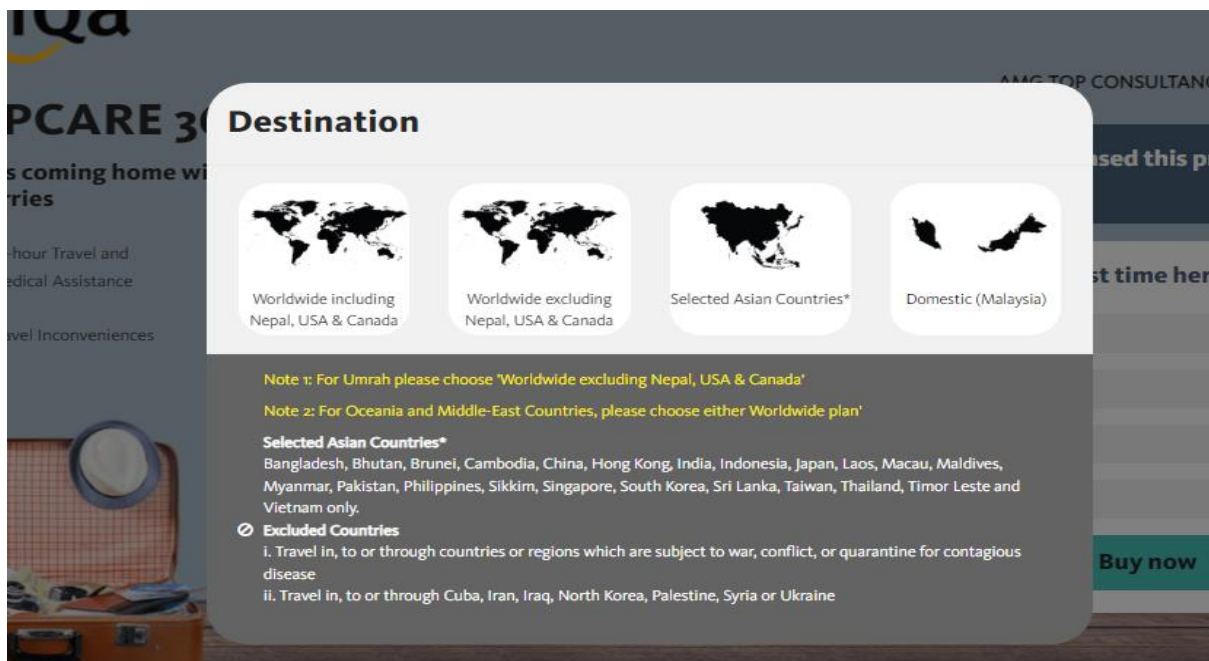 AMG TOP CONSULTANC
PCARE 3
Destination
s coming home wi
rries
-hour Travel and
edical Assistance
avel Inconveniences
ased this p
st time her
Worldwide including
Nepal, USA & Canada
Worldwide excluding
Nepal, USA & Canada
Selected Asian Countries*
Domestic (Malaysia)
Note 1: For Umrah please choose 'Worldwide excluding Nepal, USA & Canada'
Note 2: For Oceania and Middle-East Countries, please choose either Worldwide plan'
Selected Asian Countries*
Bangladesh, Bhutan, Brunei, Cambodia, China, Hong Kong, India, Indonesia, Japan, Laos, Macau, Maldives,
Myanmar, Pakistan, Philippines, Sikkim, Singapore, South Korea, Sri Lanka, Taiwan, Thailand, Timor Leste and
Vietnam only.
Excluded Countries
i. Travel in, to or through countries or regions which are subject to war, conflict, or quarantine for contagious
disease
ii. Travel in, to or through Cuba, Iran, Iraq, North Korea, Palestine, Syria or Ukraine
Buy now